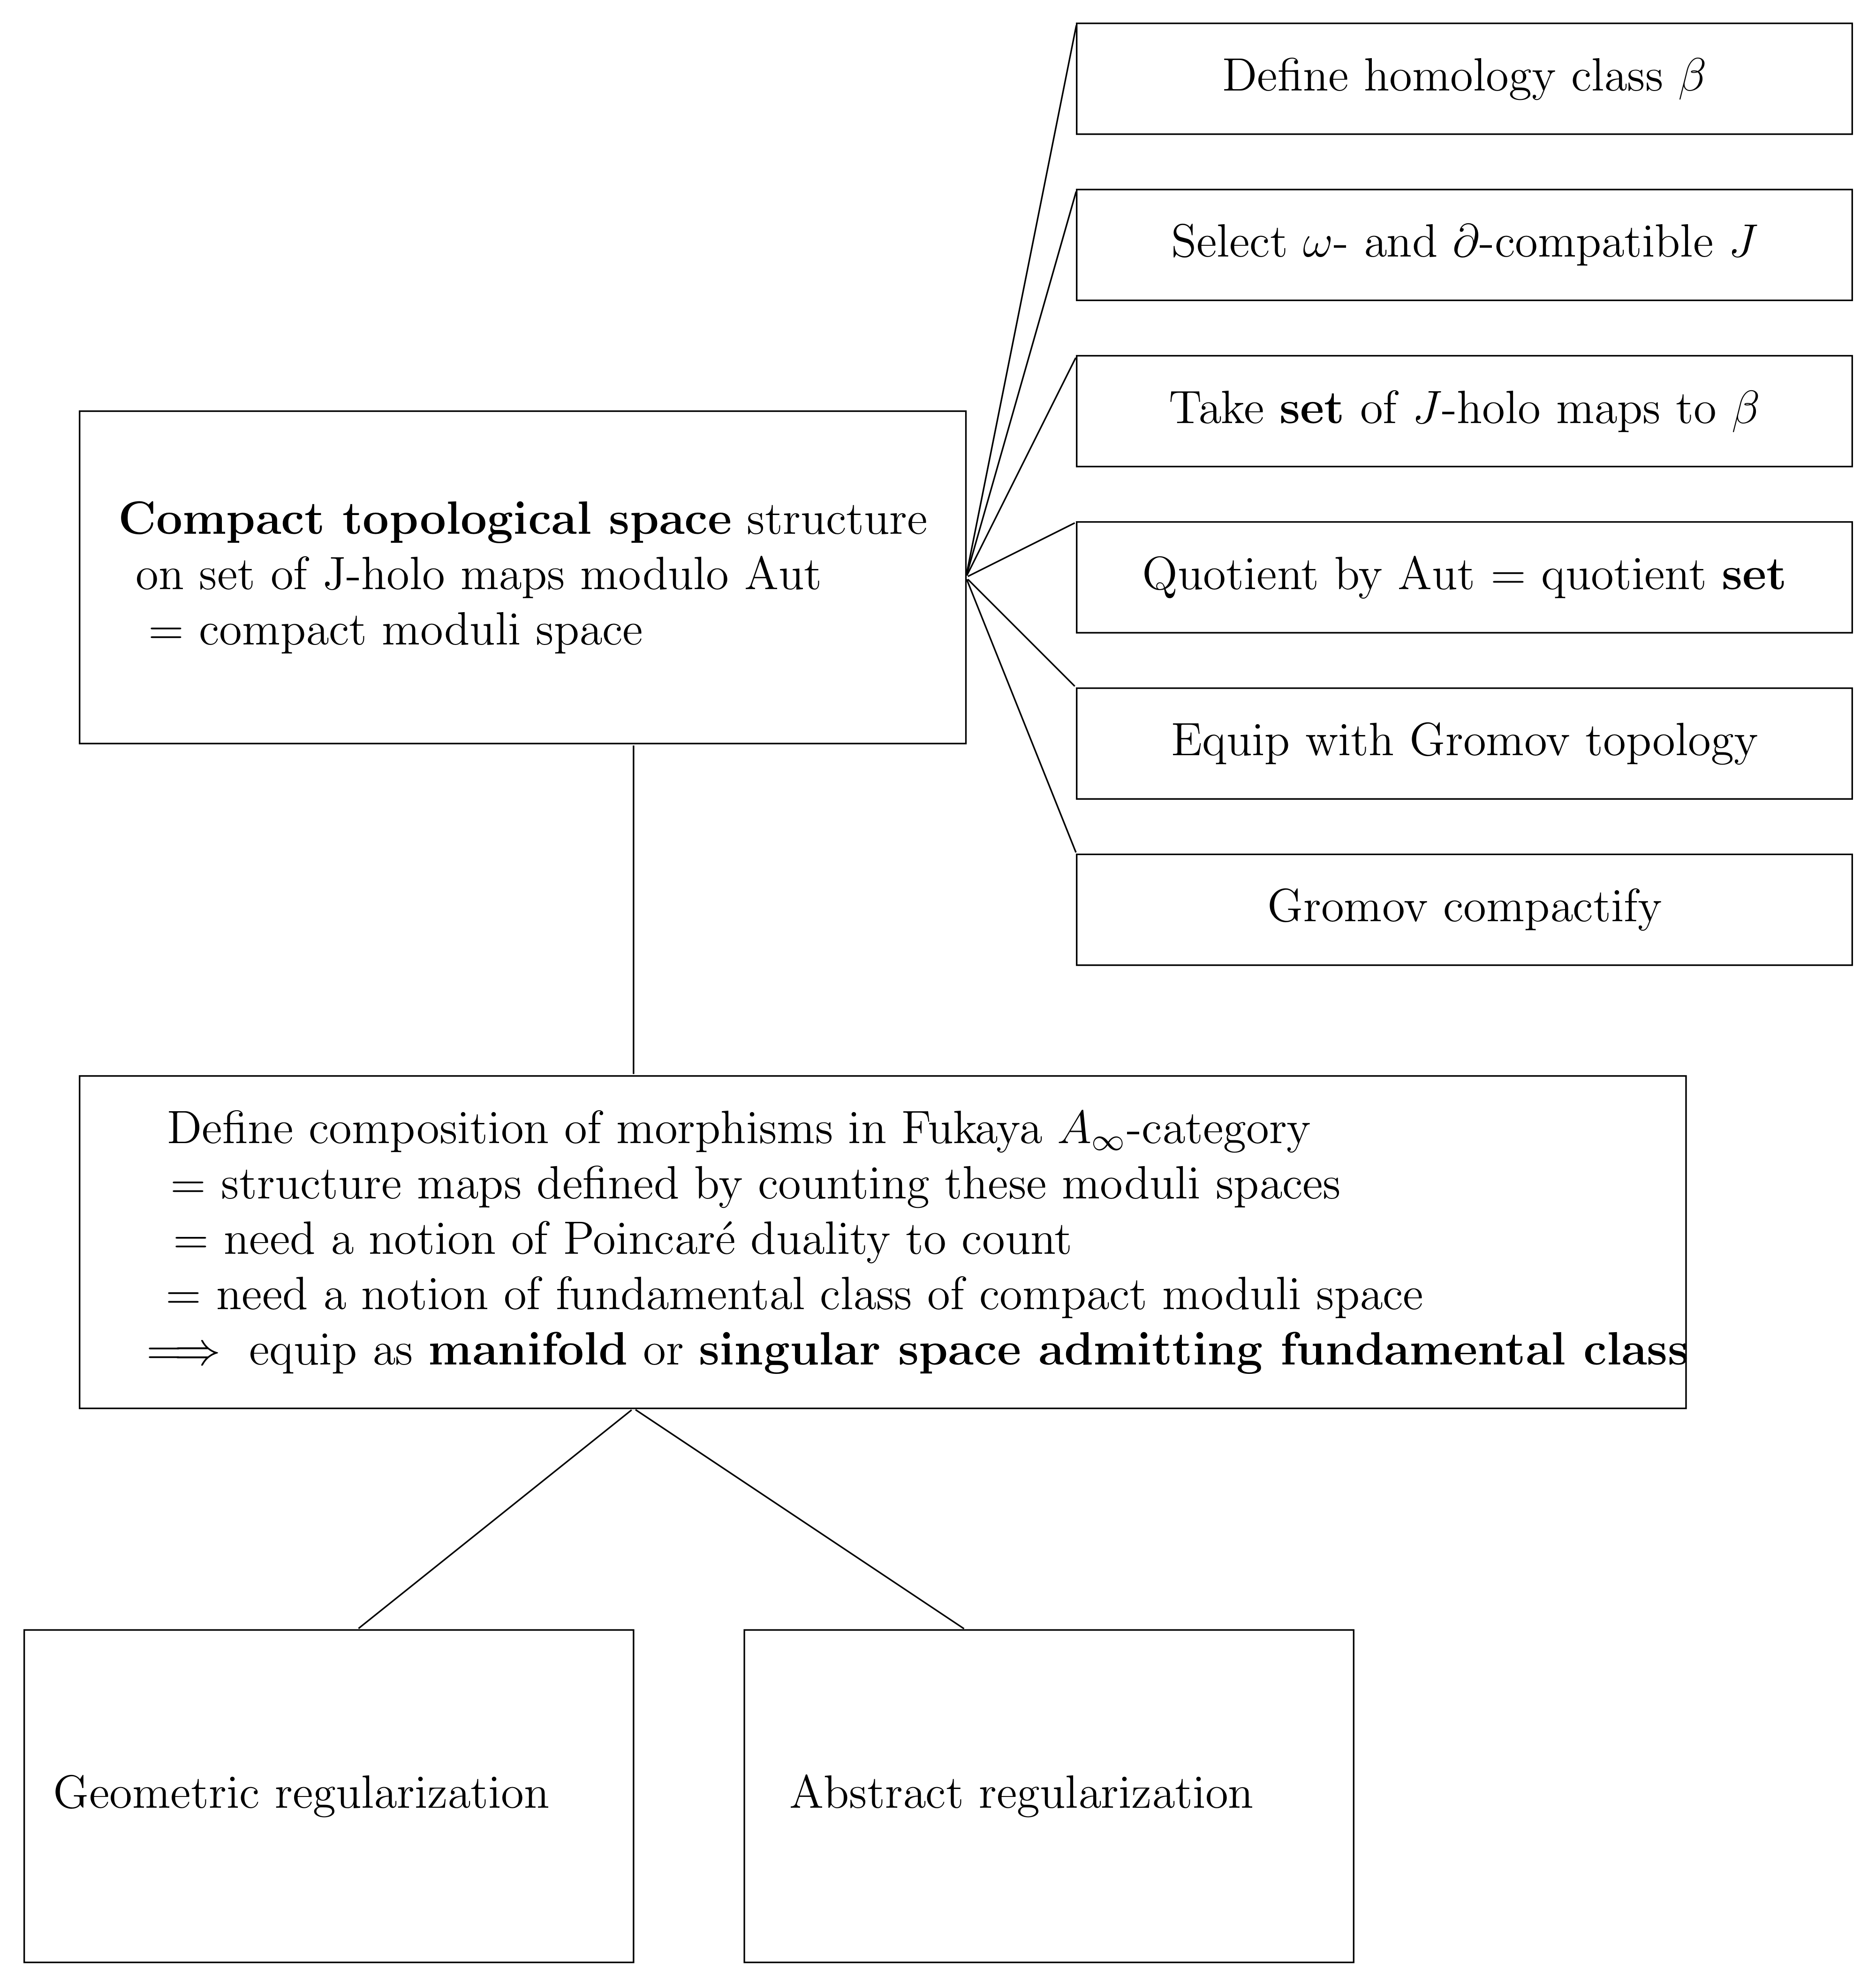 Define homology class β
Select ω- and ∂-compatible J
Take set of J-holo maps to β
Compact topological space structure
on set of J-holo maps modulo Aut
= compact moduli space
Quotient by Aut = quotient set
Equip with Gromov topology
Gromov compactify
Define composition of morphisms in Fukaya A∞-category
= structure maps defined by counting these moduli spaces
= need a notion of Poincaré duality to count
= need a notion of fundamental class of compact moduli space
⟹ equip as manifold or singular space admitting fundamental class
Geometric regularization
Abstract regularization